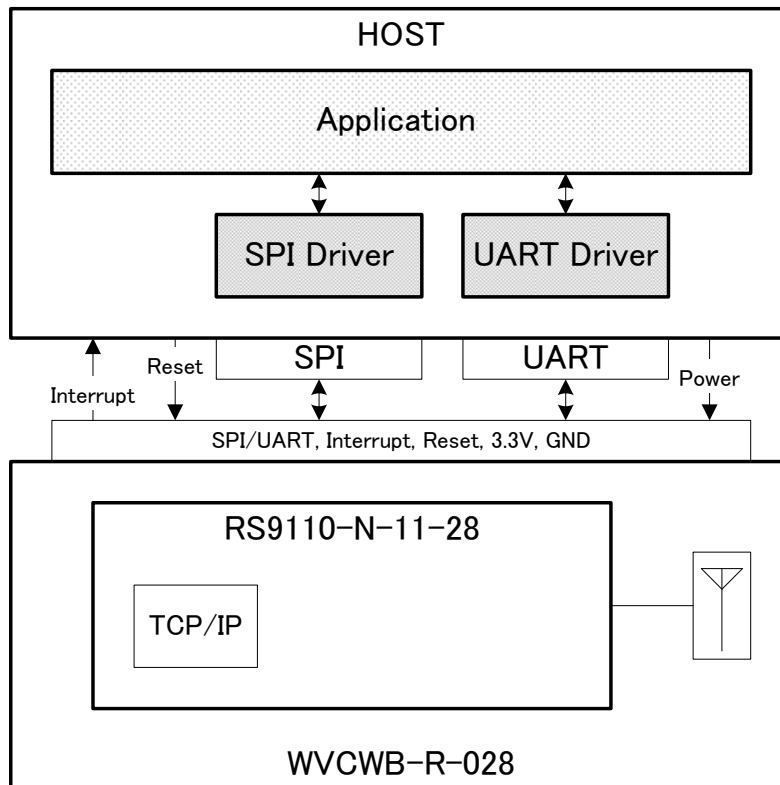 HOST
Application
SPI Driver
UART Driver
Interrupt
Reset
SPI
UART
Power
SPI/UART, Interrupt, Reset, 3.3V, GND
RS9110-N-11-28
TCP/IP
WVCWB-R-028